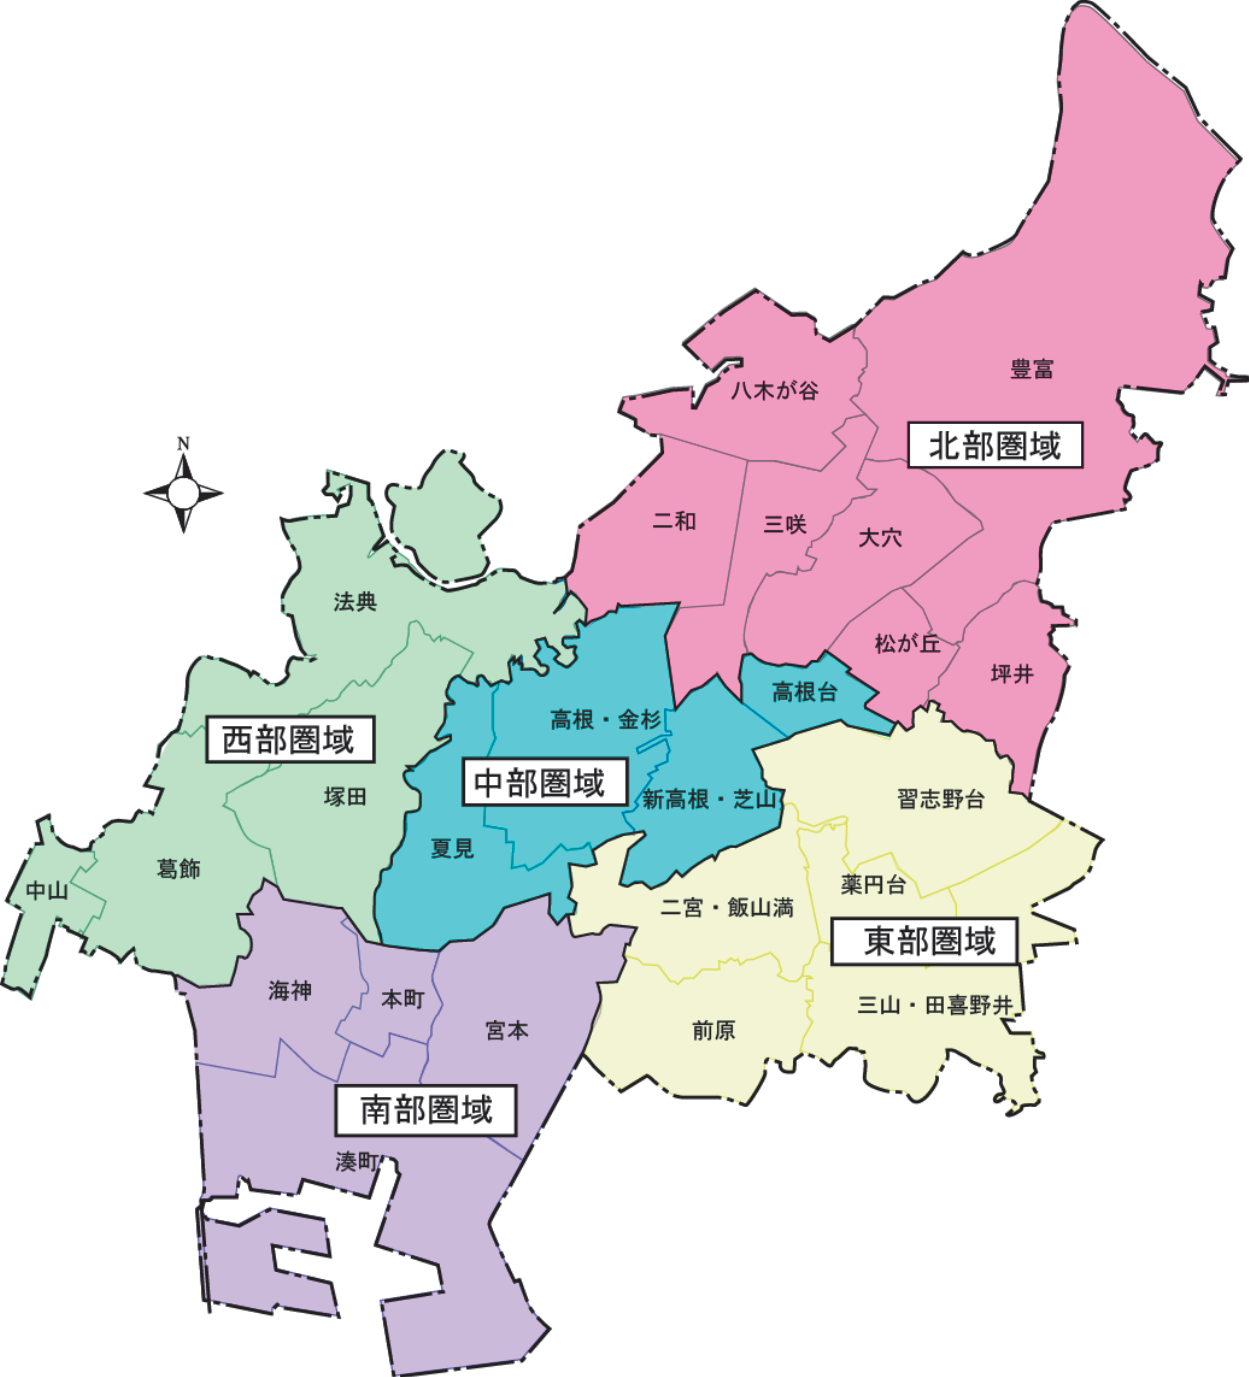 豊富
八木が谷
北部圏域
N
二和
三咲
大穴
法典
松が丘
坪井
高根台
高根・金杉
西部圏域
中部圏域
塚田
新高根・芝山
習志野台
夏見
葛飾
中山
薬円台
二宮・飯山満
東部圏域
海神
本町
三山・田喜野井
宮本
前原
南部圏域
湊町